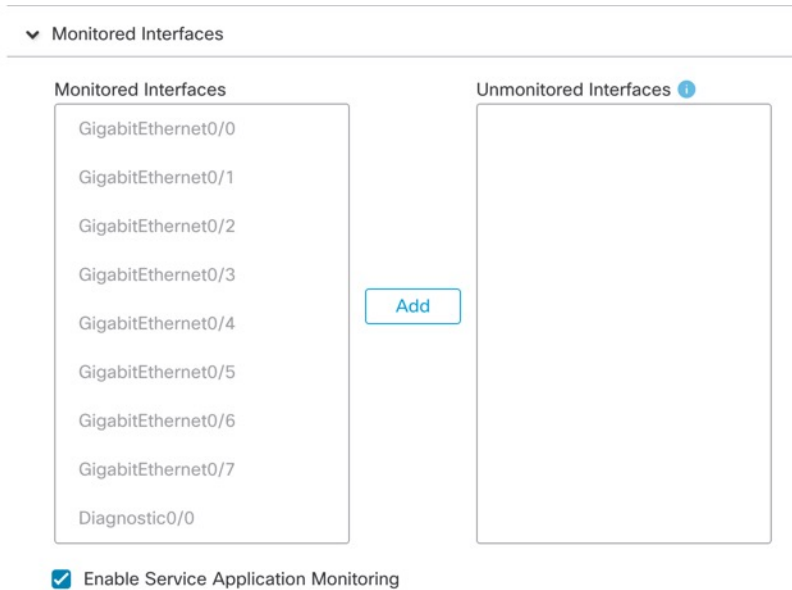 Monitored Interfaces
Monitored Interfaces
Unmonitored Interfaces
GigabitEthernet0/0
GigabitEthernet0/1
GigabitEthernet0/2
GigabitEthernet0/3
GigabitEthernet0/4
GigabitEthernet0/5
GigabitEthernet0/6
GigabitEthernet0/7
Diagnostic0/0
Add
Enable Service Application Monitoring